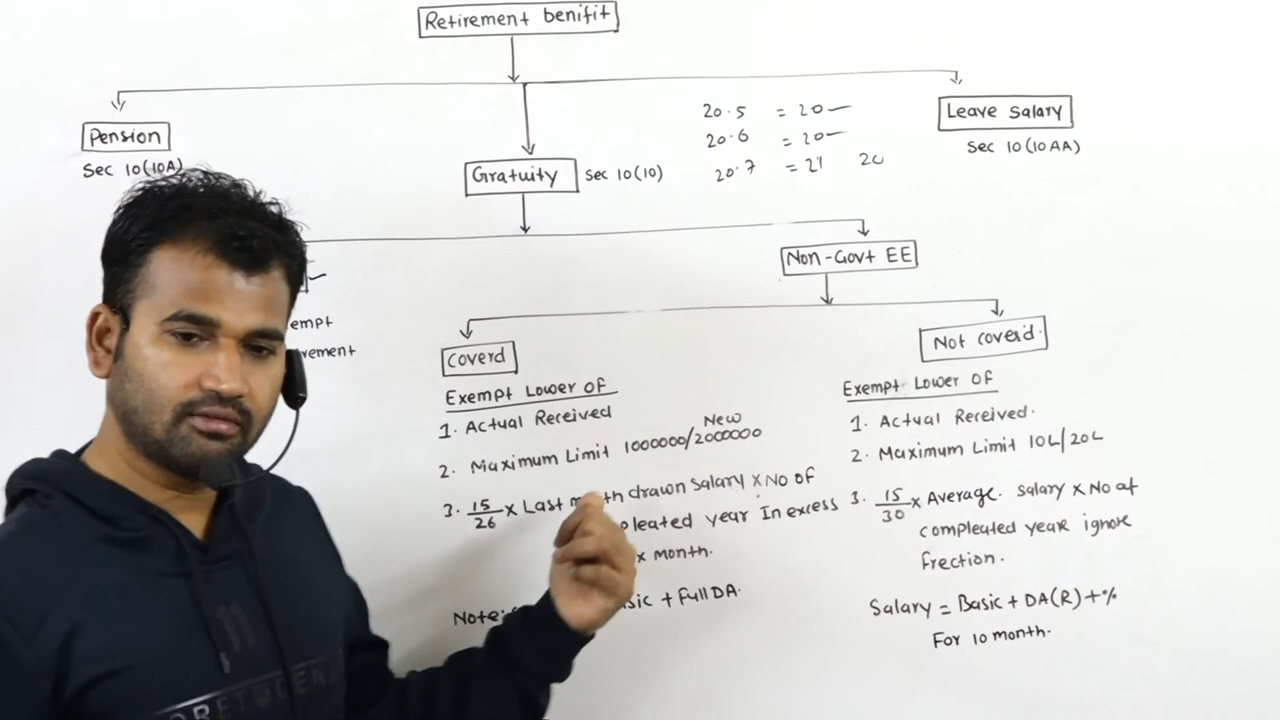 Retirement benifit
Pension
Sec 10(10A)
Gratuity
Sec 10(10)
20.5 = 20
20.6 = 20
20.7 = 21 20
Leave Salary
Sec 10(10AA)
empt
rement
Non-Govt EE
Coverd
Exempt Lower of
1. Actual Received
New
2. Maximum Limit 1000000/2000000
3. 15/26 x Last month drawn Salary x No of
pleated year In excess
x month.
Note: sic + Full DA.
Not coverd.
Exempt Lower of
1. Actual Received.
2. Maximum Limit 10L/20L
3. 15/30 x Average. Salary x No of
compleated year ignore
Frection.
Salary = Basic + DA(R) + %
For 10 month.
11